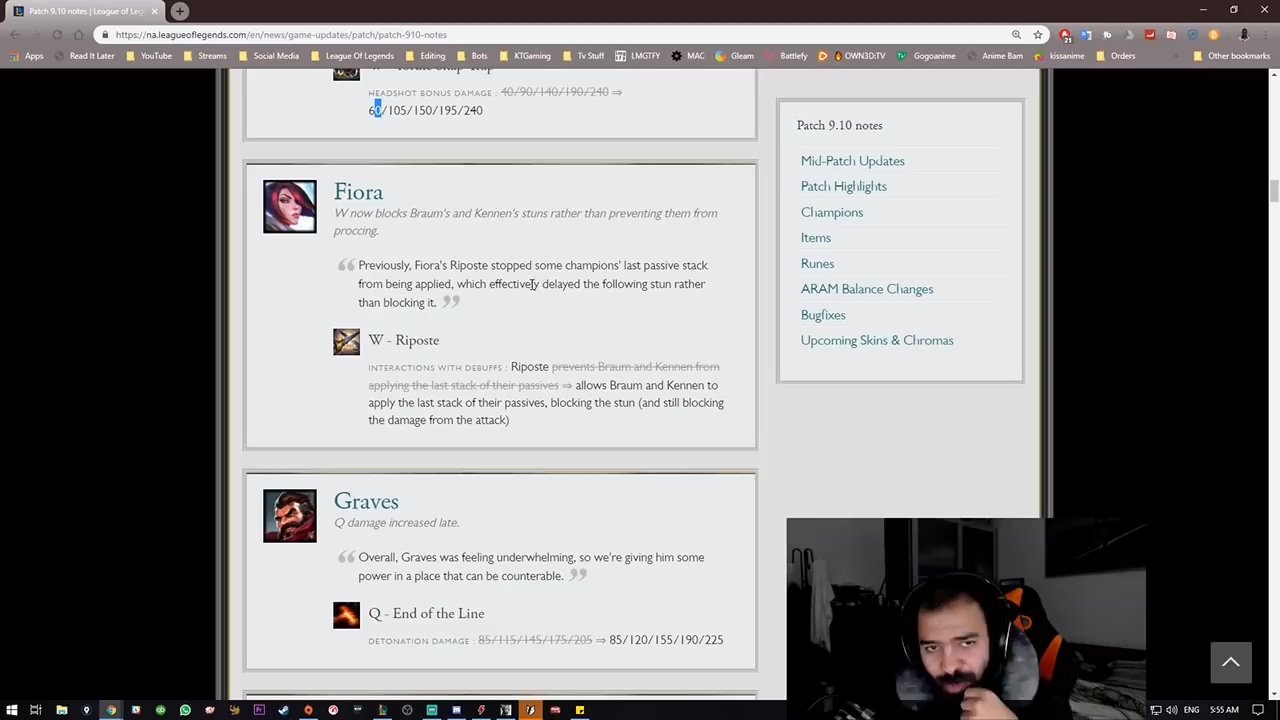 Patch 9.10 notes | League of Leg
https://na.leagueoflegends.com/en/news/game-updates/patch/patch-910-notes
21
Apps Read It Later YouTube Streams Social Media League Of Legends Editing Bots KTGaming Tv Stuff LMGTFY MAC Gleam Battlefy OWN3D:TV Gogoanime Anime Bam kissanime Orders Other bookmarks
HEADSHOT BONUS DAMAGE : 40/90/140/190/240 ⇒
60/105/150/195/240
Fiora
W now blocks Braum's and Kennen's stuns rather than preventing them from
proccing.
“ Previously, Fiora's Riposte stopped some champions' last passive stack
from being applied, which effectively delayed the following stun rather
than blocking it. ”
W - Riposte
INTERACTIONS WITH DEBUFFS : Riposte prevents Braum and Kennen from
applying the last stack of their passives ⇒ allows Braum and Kennen to
apply the last stack of their passives, blocking the stun (and still blocking
the damage from the attack)
Graves
Q damage increased late.
“ Overall, Graves was feeling underwhelming, so we're giving him some
power in a place that can be counterable. ”
Q - End of the Line
DETONATION DAMAGE : 85/115/145/175/205 ⇒ 85/120/155/190/225
Patch 9.10 notes
Mid-Patch Updates
Patch Highlights
Champions
Items
Runes
ARAM Balance Changes
Bugfixes
Upcoming Skins & Chromas
ENG 5:55 AM